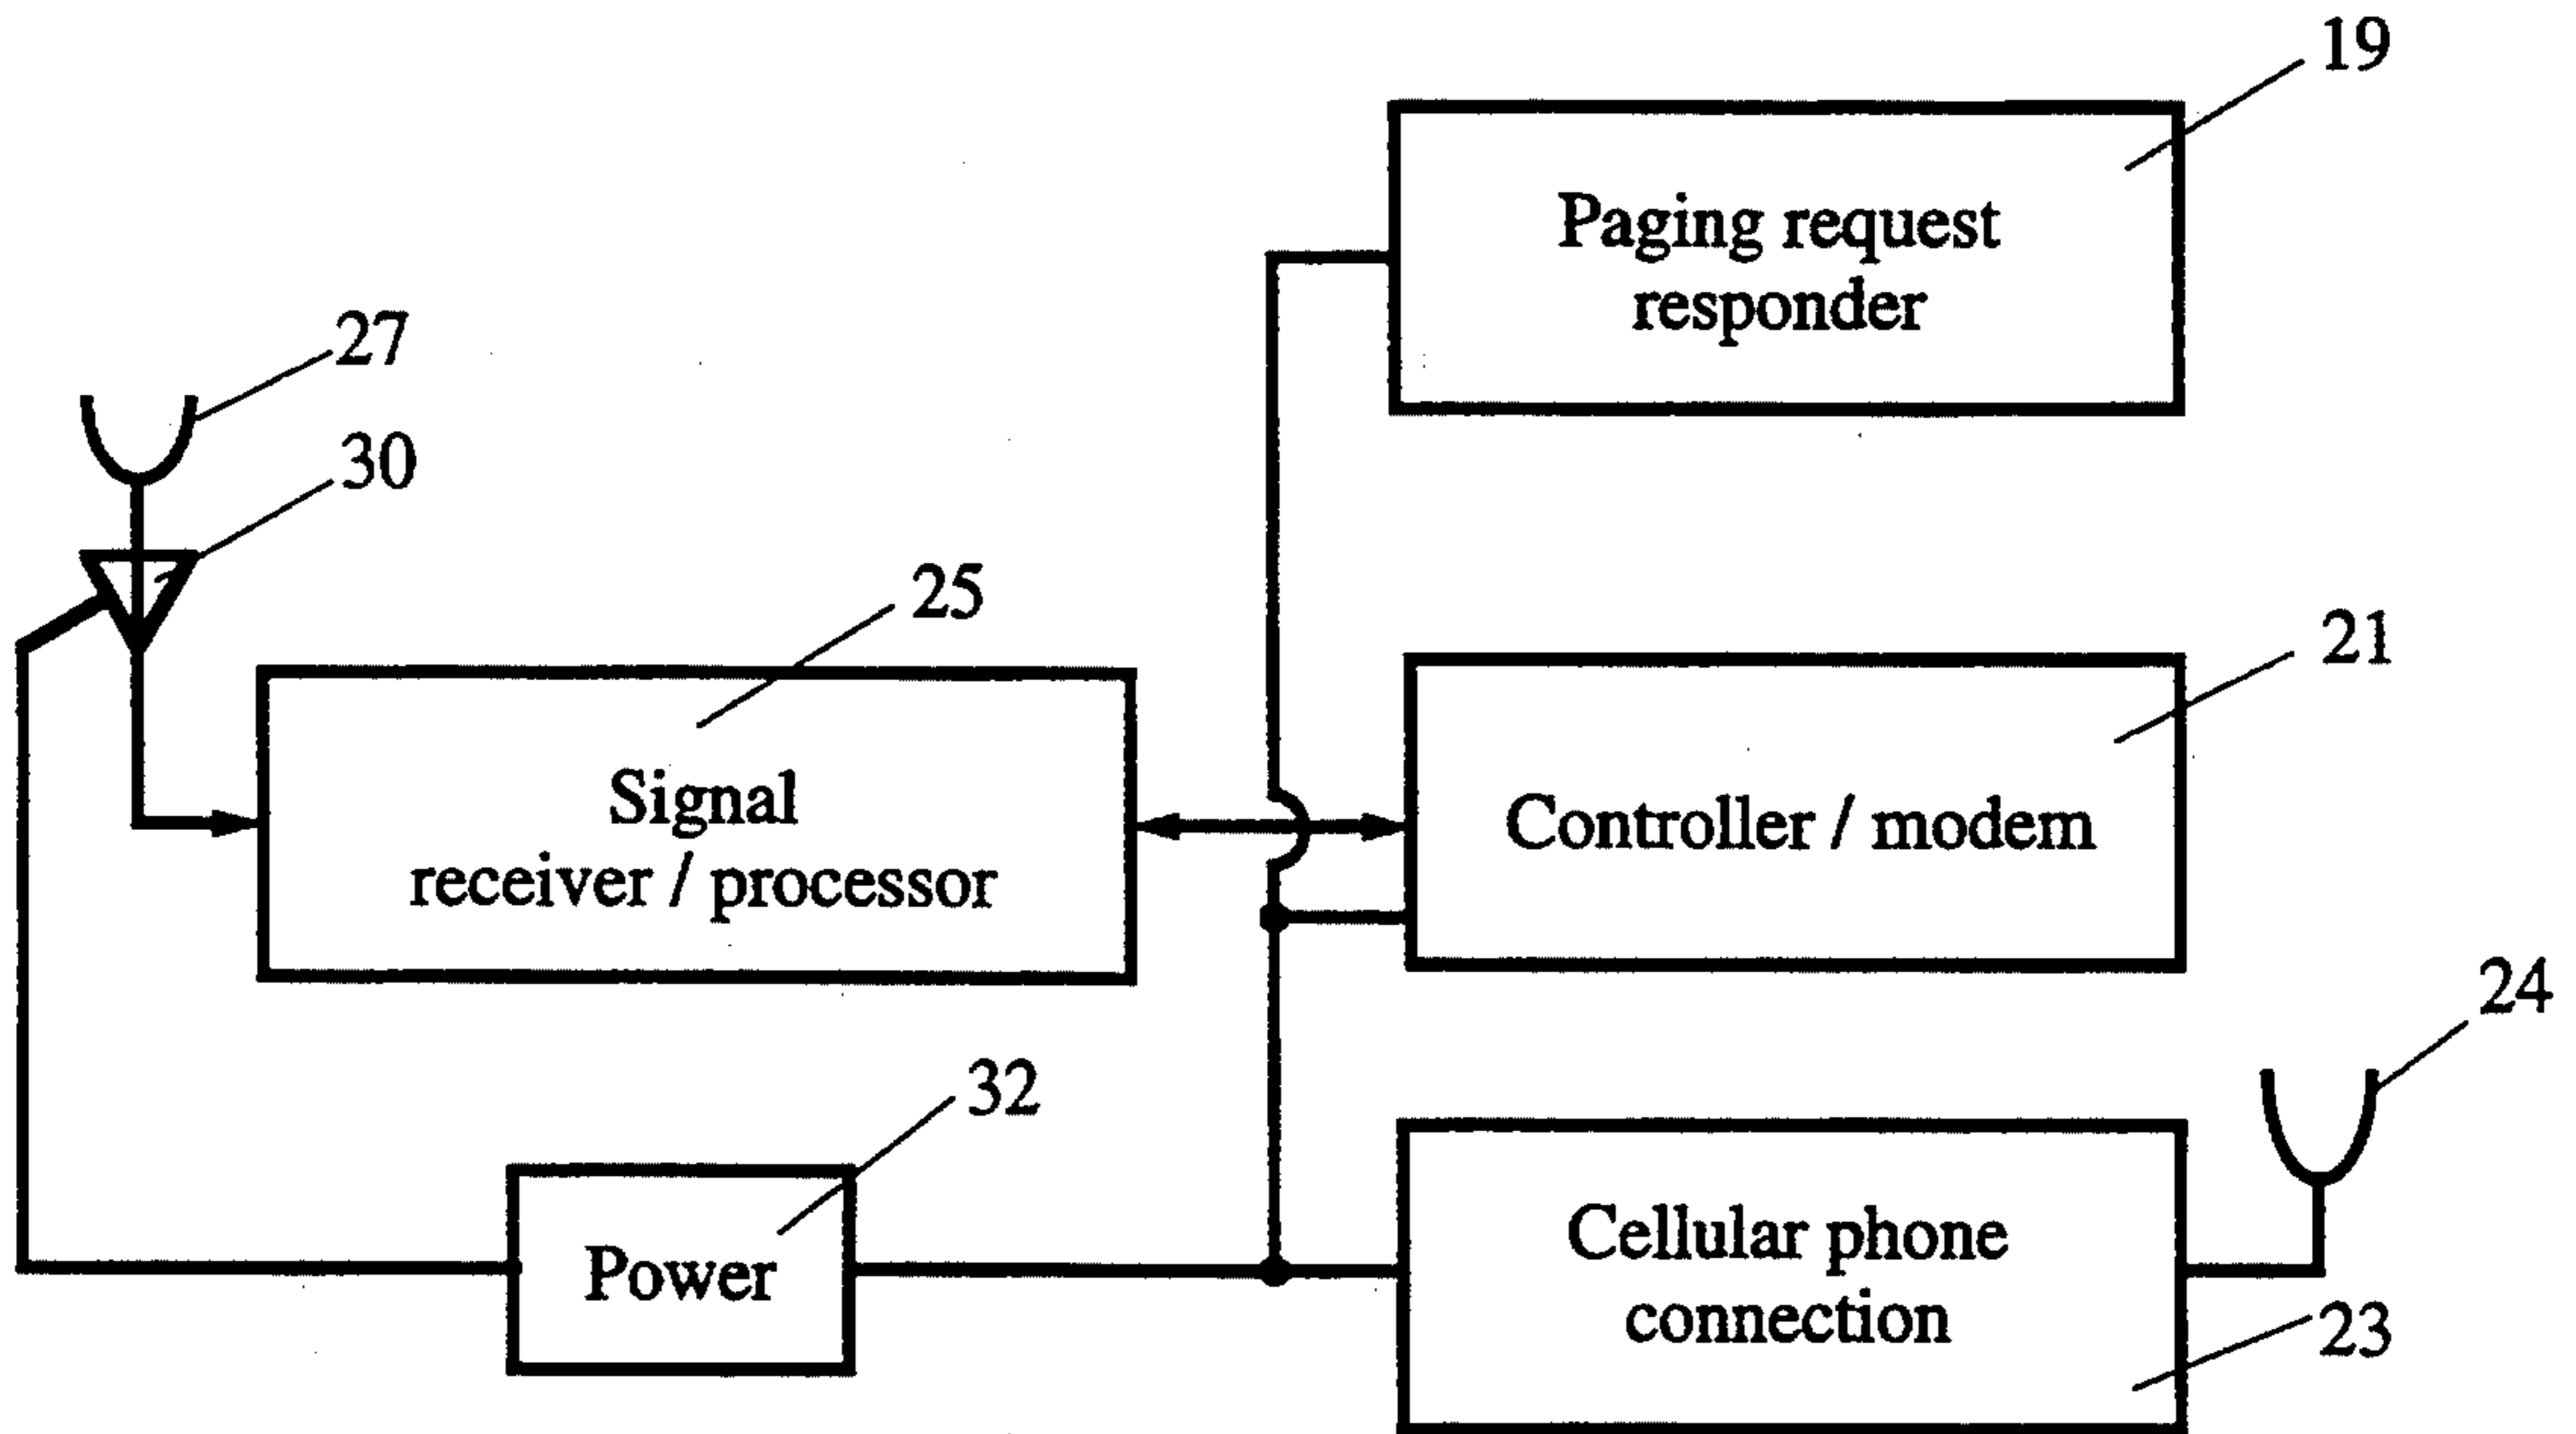 19
Paging request
responder
27
30
25
21
Signal
receiver / processor
Controller / modem
24
32
Power
Cellular phone
connection
23